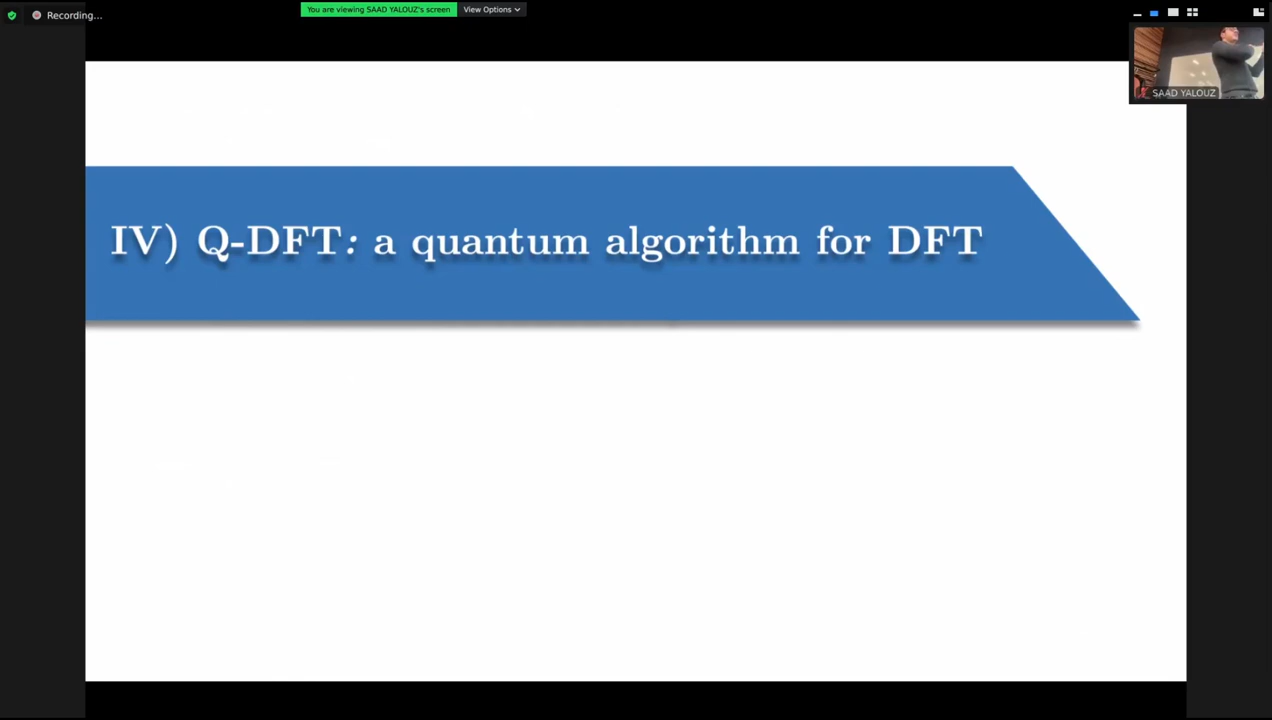 Recording...
You are viewing SAAD YALOUZ's screen
View Options
SAAD YALOUZ
IV) Q-DFT: a quantum algorithm for DFT